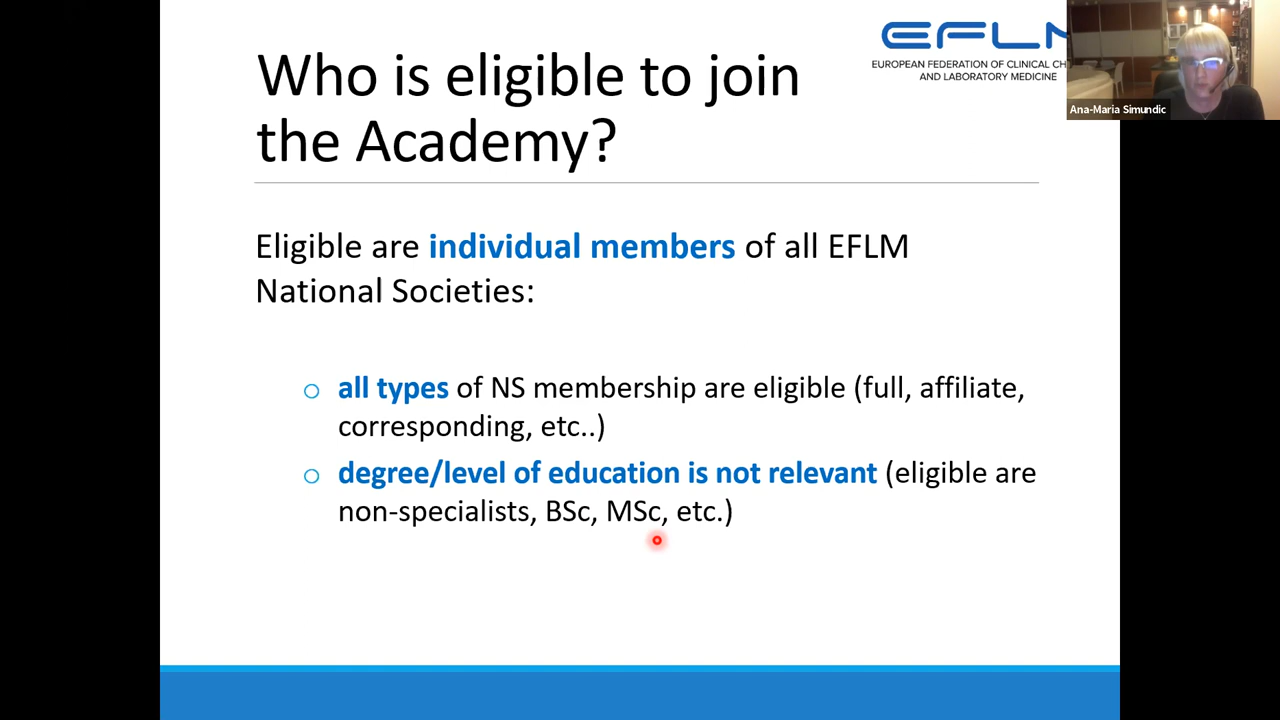 Who is eligible to join
the Academy?
EFLM
EUROPEAN FEDERATION OF CLINICAL CH
AND LABORATORY MEDICINE
Ana-Maria Simundic
Eligible are individual members of all EFLM
National Societies:
all types of NS membership are eligible (full, affiliate,
corresponding, etc..)
degree/level of education is not relevant (eligible are
non-specialists, BSc, MSc, etc.)